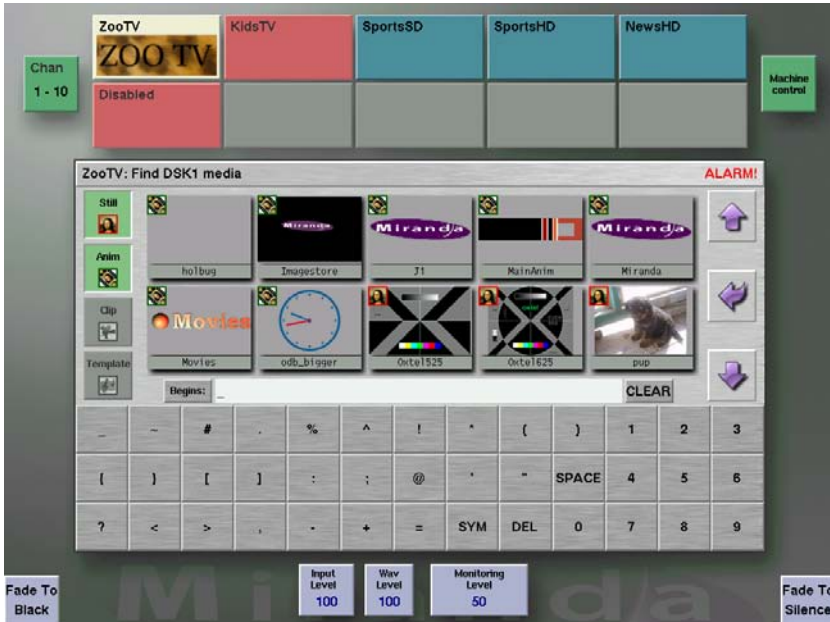 ZooTV
ZOO TV
KidsTV
SportsSD
SportsHD
NewsHD
Chan
1 - 10
Machine
control
Disabled
ZooTV: Find DSK1 media
ALARM!
Still
Anim
Clip
Template
holbug
Miranda
Imagestore
Miranda
J1
MainAnim
Miranda
Miranda
Movies
Movies
odb_bigger
Oxtel525
oxtel
Oxtel625
pup
Begins: _
CLEAR
_ ~ # . % ^ ! * ( ) 1 2 3
{ } [ ] : ; @ ' " SPACE 4 5 6
? < > , - + = SYM DEL 0 7 8 9
Fade To
Black
Input
Level
100
Wav
Level
100
Monitoring
Level
50
Fade To
Silence
Miranda